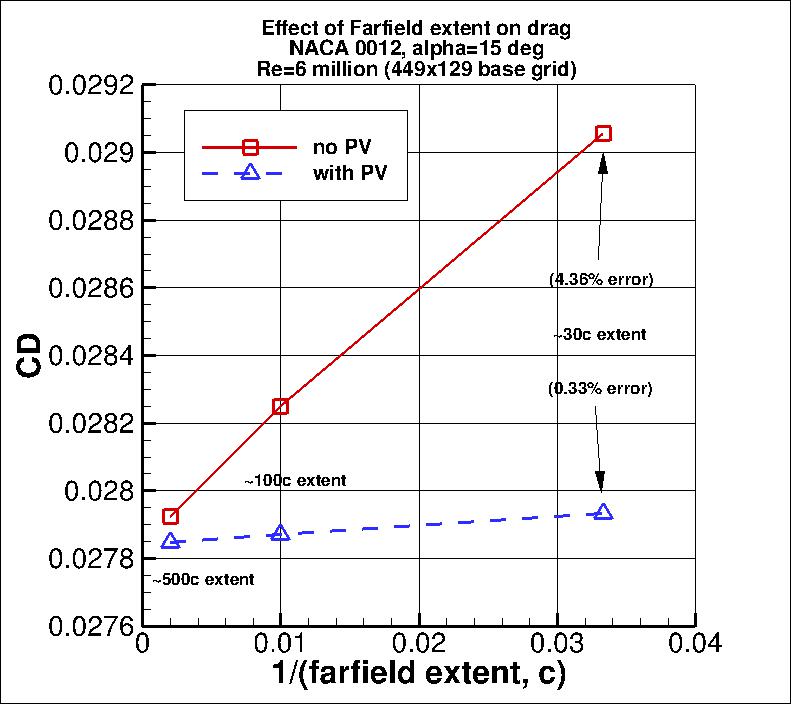 Effect of Farfield extent on drag
NACA 0012, alpha=15 deg
Re=6 million (449x129 base grid)
0.0292
0.029
0.0288
0.0286
0.0284
0.0282
0.028
0.0278
0.0276
CD
no PV
with PV
(4.36% error)
~30c extent
(0.33% error)
~100c extent
~500c extent
0
0.01
0.02
0.03
0.04
1/(farfield extent, c)